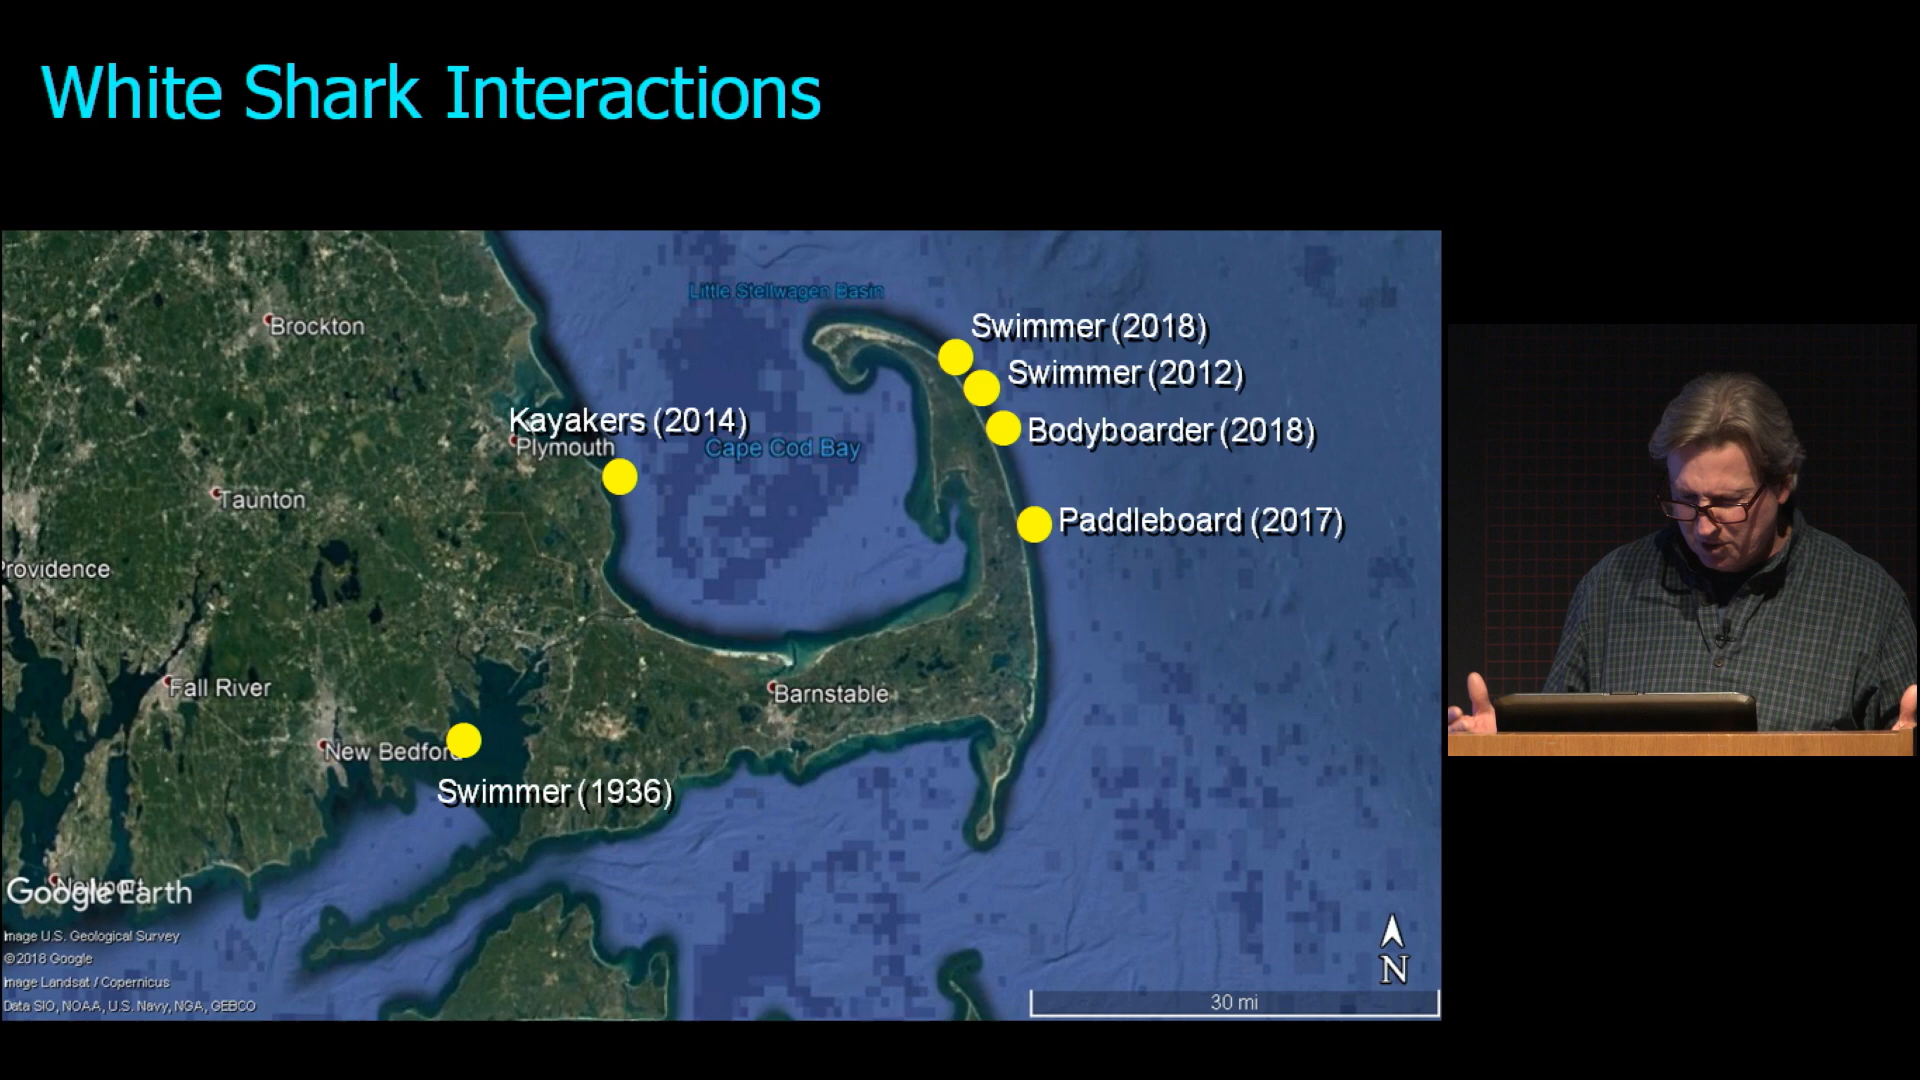 White Shark Interactions
Little Stellwagen Basin
Swimmer (2018)
Brockton
Swimmer (2012)
Kayakers (2014)
Bodyboarder (2018)
Plymouth
Cape Cod Bay
Taunton
Paddleboard (2017)
Providence
Fall River
Barnstable
New Bedford
Swimmer (1936)
Newport
Google Earth
Image U.S. Geological Survey
©2018 Google
Image Landsat / Copernicus
Data SIO, NOAA, U.S. Navy, NGA, GEBCO
N
30 mi